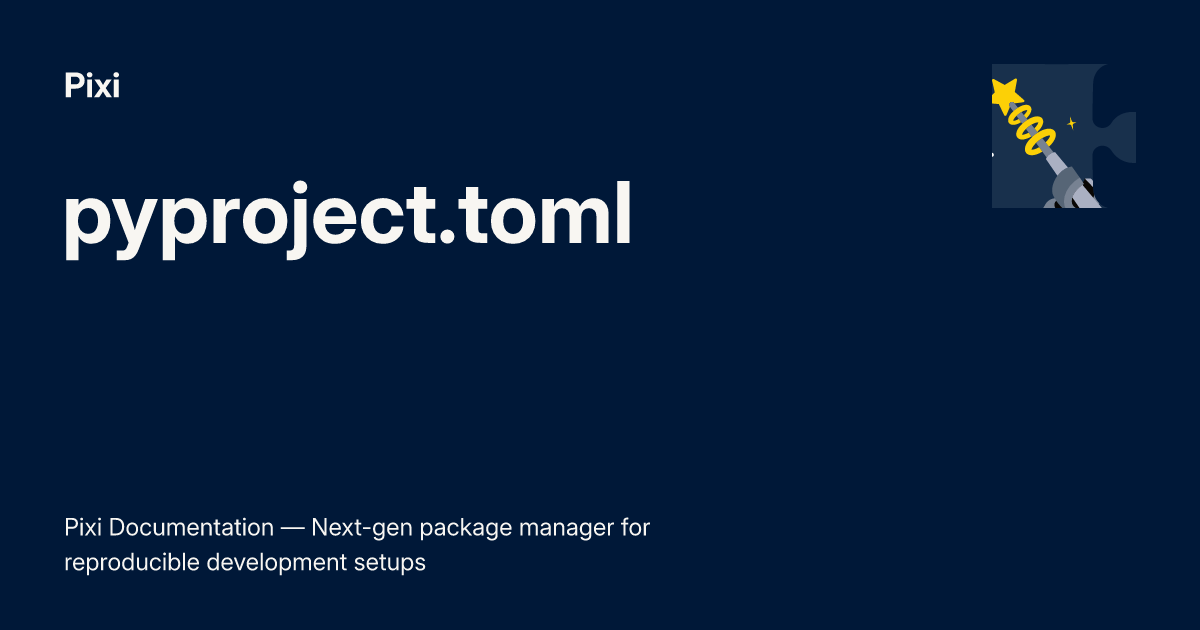 Pixi
pyproject.toml
Pixi Documentation — Next-gen package manager for
reproducible development setups